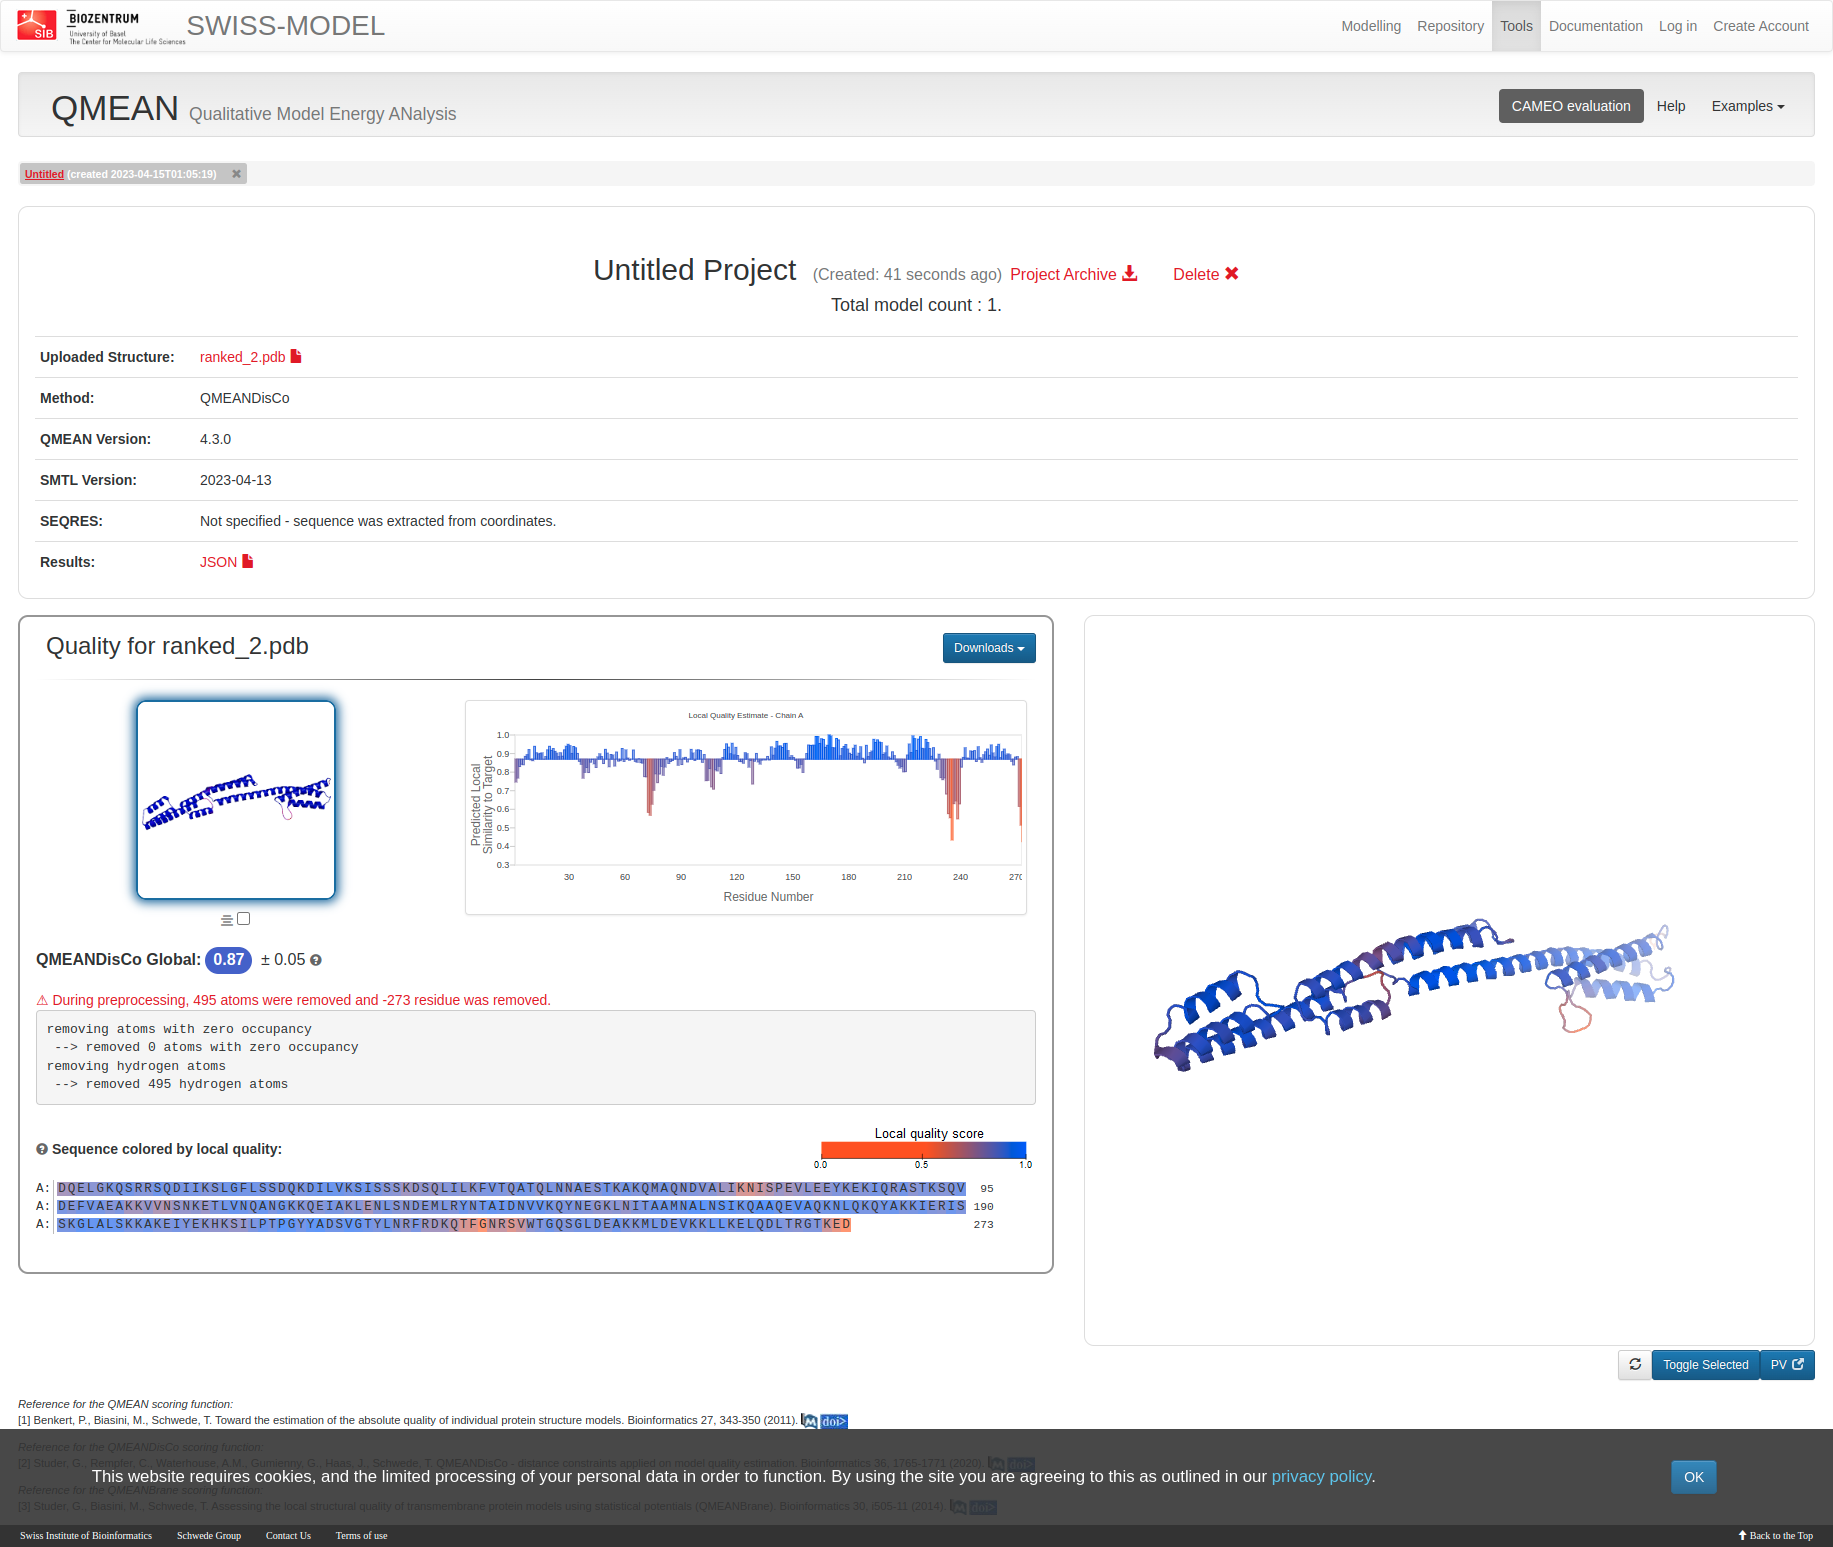 SIB
BIOZENTRUM
University of Basel
The Center for Molecular Life Sciences
SWISS-MODEL
Modelling Repository Tools Documentation Log in Create Account
QMEAN Qualitative Model Energy ANalysis
CAMEO evaluation Help Examples
Untitled (created 2023-04-15T01:05:19)
Untitled Project (Created: 41 seconds ago) Project Archive Delete
Total model count : 1.
Uploaded Structure: ranked_2.pdb
Method: QMEANDisCo
QMEAN Version: 4.3.0
SMTL Version: 2023-04-13
SEQRES: Not specified - sequence was extracted from coordinates.
Results: JSON
Quality for ranked_2.pdb
Downloads
Local Quality Estimate - Chain A
Predicted Local
Similarity to Target
1.0
0.9
0.8
0.7
0.6
0.5
0.4
0.3
30 60 90 120 150 180 210 240 270
Residue Number
QMEANDisCo Global: 0.87 ± 0.05
⚠ During preprocessing, 495 atoms were removed and -273 residue was removed.
removing atoms with zero occupancy
--> removed 0 atoms with zero occupancy
removing hydrogen atoms
--> removed 495 hydrogen atoms
Sequence colored by local quality:
Local quality score
0.0 0.5 1.0
A: DQELGKQSRRSQDIIKSLGFLSSDQKDILVKSISSSKDSQLILKFVTQATQLNNAESTKAKQMAQNDVALIKNISPEVLEEYKEKIQRASTKSQV 95
A: DEFVAEAKKVVNSNKETLVNQANGKKQEIAKLENLSNDEMLRYNTAIDNVVKQYNEGKLNITAAMNALNSIKQAAQEVAQKNLQKQYAKKIERIS 190
A: SKGLALSKKAKEIYEKHKSILPTPGYYADSVGTYLNRFRDKQTFGNRSVWTGQSGLDEAKKMLDEVKKLLKELQDLTRGTKED 273
Toggle Selected PV
Reference for the QMEAN scoring function:
[1] Benkert, P., Biasini, M., Schwede, T. Toward the estimation of the absolute quality of individual protein structure models. Bioinformatics 27, 343-350 (2011). M doi>
Reference for the QMEANDisCo scoring function:
[2] Studer, G., Rempfer, C., Waterhouse, A.M., Gumienny, G., Haas, J., Schwede, T. QMEANDisCo - distance constraints applied on model quality estimation. Bioinformatics 36, 1765-1771 (2020). M doi>
This website requires cookies, and the limited processing of your personal data in order to function. By using the site you are agreeing to this as outlined in our privacy policy.
OK
Reference for the QMEANBrane scoring function:
[3] Studer, G., Biasini, M., Schwede, T. Assessing the local structural quality of transmembrane protein models using statistical potentials (QMEANBrane). Bioinformatics 30, i505-11 (2014). M doi>
Swiss Institute of Bioinformatics Schwede Group Contact Us Terms of use
Back to the Top